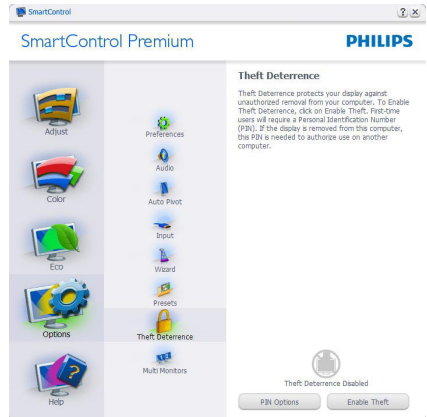 SmartControl
? x
SmartControl Premium
PHILIPS
Adjust
Color
Eco
Options
Help
Preferences
Audio
Auto Pivot
Input
Wizard
Presets
Theft Deterrence
Multi Monitors
Theft Deterrence
Theft Deterrence protects your display against
unauthorized removal from your computer. To Enable
Theft Deterrence, click on Enable Theft. First-time
users will require a Personal Identification Number
(PIN). If the display is removed from this computer,
this PIN is needed to authorize use on another
computer.
Theft Deterrence Disabled
PIN Options
Enable Theft